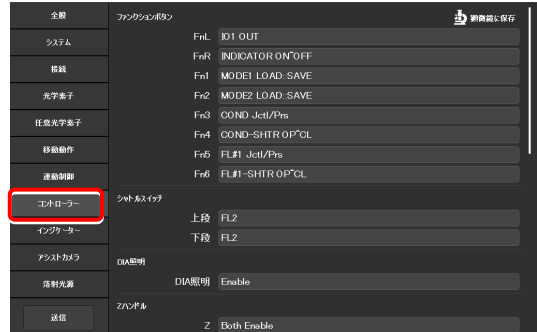 全般
システム
接続
光学素子
任意光学素子
移動動作
連動制御
コントローラー
インジケーター
アシストカメラ
落射光源
送信
ファンクションボタン
顕微鏡に保存
FnL IO1 OUT
FnR INDICATOR ON^OFF
Fn1 MODE1 LOAD::SAVE
Fn2 MODE2 LOAD::SAVE
Fn3 COND Jctl/Prs
Fn4 COND-SHTR OP^CL
Fn5 FL#1 Jctl/Prs
Fn6 FL#1-SHTR OP^CL
シャトルスイッチ
上段 FL2
下段 FL2
DIA照明
DIA照明 Enable
Zハンドル
Z Both Enable